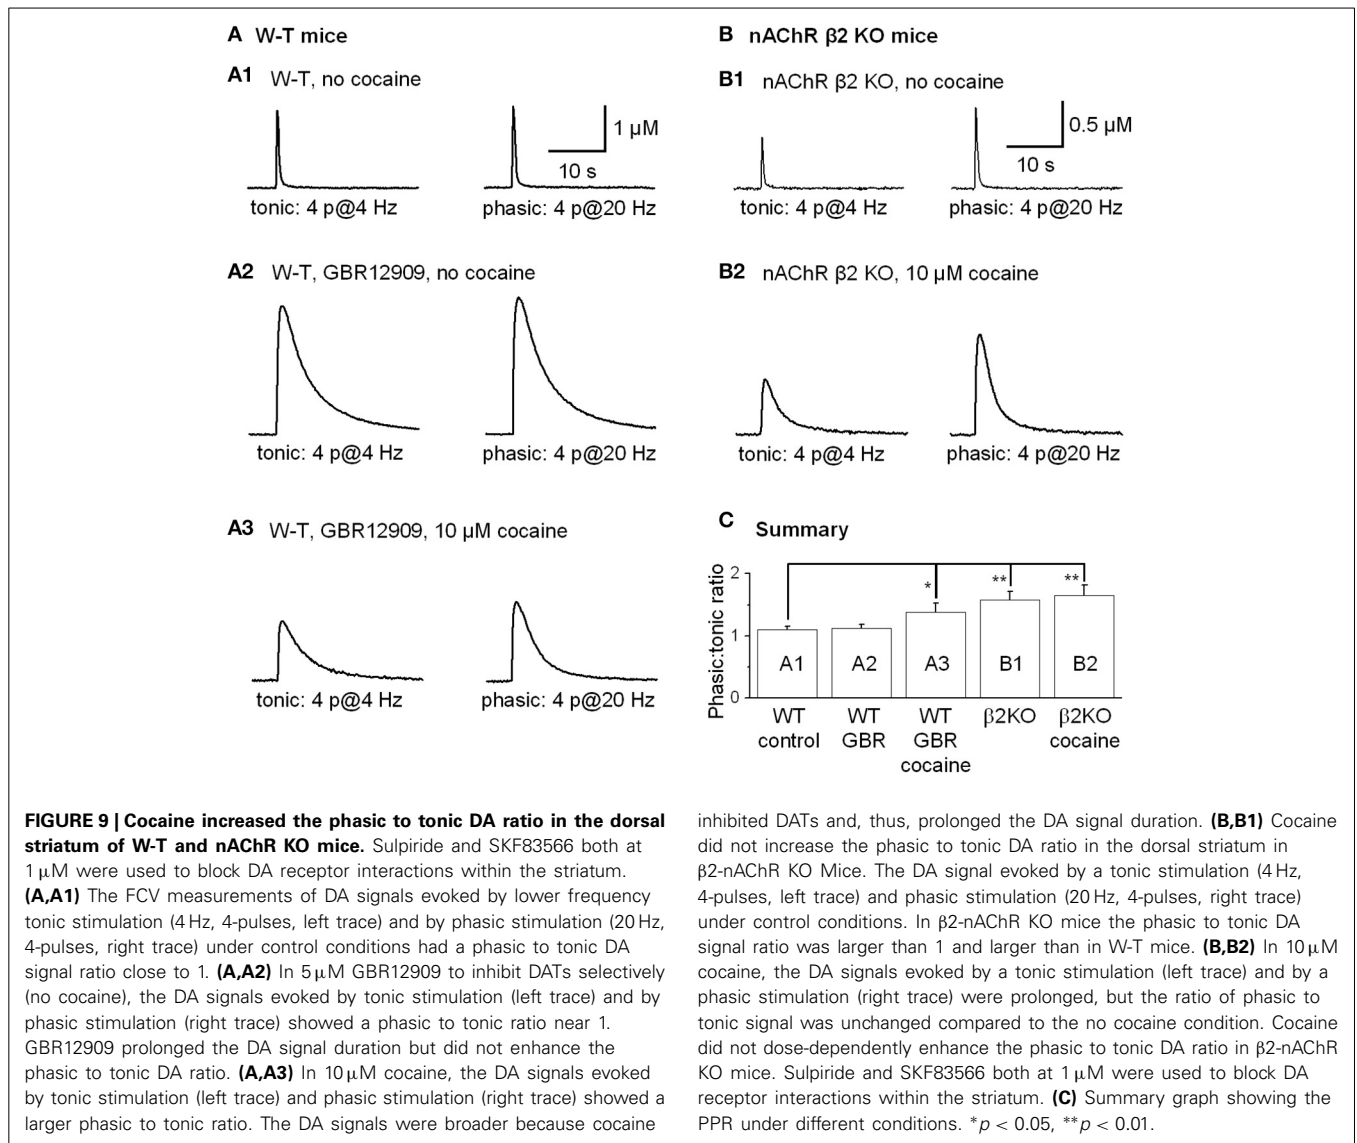 A W-T mice
A1 W-T, no cocaine
1 μM
10 s
tonic: 4 p@4 Hz
phasic: 4 p@20 Hz
A2 W-T, GBR12909, no cocaine
tonic: 4 p@4 Hz
phasic: 4 p@20 Hz
A3 W-T, GBR12909, 10 μM cocaine
tonic: 4 p@4 Hz
phasic: 4 p@20 Hz
B nAChR β2 KO mice
B1 nAChR β2 KO, no cocaine
0.5 μM
10 s
tonic: 4 p@4 Hz
phasic: 4 p@20 Hz
B2 nAChR β2 KO, 10 μM cocaine
tonic: 4 p@4 Hz
phasic: 4 p@20 Hz
C Summary
Phasic:tonic ratio
2
1
0
* ** **
A1 A2 A3 B1 B2
WT control
WT GBR
WT GBR cocaine
β2KO
β2KO cocaine
FIGURE 9 | Cocaine increased the phasic to tonic DA ratio in the dorsal
striatum of W-T and nAChR KO mice. Sulpiride and SKF83566 both at
1 μM were used to block DA receptor interactions within the striatum.
(A,A1) The FCV measurements of DA signals evoked by lower frequency
tonic stimulation (4 Hz, 4-pulses, left trace) and by phasic stimulation (20 Hz,
4-pulses, right trace) under control conditions had a phasic to tonic DA
signal ratio close to 1. (A,A2) In 5 μM GBR12909 to inhibit DATs selectively
(no cocaine), the DA signals evoked by tonic stimulation (left trace) and by
phasic stimulation (right trace) showed a phasic to tonic ratio near 1.
GBR12909 prolonged the DA signal duration but did not enhance the
phasic to tonic DA ratio. (A,A3) In 10 μM cocaine, the DA signals evoked
by tonic stimulation (left trace) and phasic stimulation (right trace) showed a
larger phasic to tonic ratio. The DA signals were broader because cocaine
inhibited DATs and, thus, prolonged the DA signal duration. (B,B1) Cocaine
did not increase the phasic to tonic DA ratio in the dorsal striatum in
β2-nAChR KO Mice. The DA signal evoked by a tonic stimulation (4 Hz,
4-pulses, left trace) and phasic stimulation (20 Hz, 4-pulses, right trace)
under control conditions. In β2-nAChR KO mice the phasic to tonic DA
signal ratio was larger than 1 and larger than in W-T mice. (B,B2) In 10 μM
cocaine, the DA signals evoked by a tonic stimulation (left trace) and by a
phasic stimulation (right trace) were prolonged, but the ratio of phasic to
tonic signal was unchanged compared to the no cocaine condition. Cocaine
did not dose-dependently enhance the phasic to tonic DA ratio in β2-nAChR
KO mice. Sulpiride and SKF83566 both at 1 μM were used to block DA
receptor interactions within the striatum. (C) Summary graph showing the
PPR under different conditions. *p < 0.05, **p < 0.01.